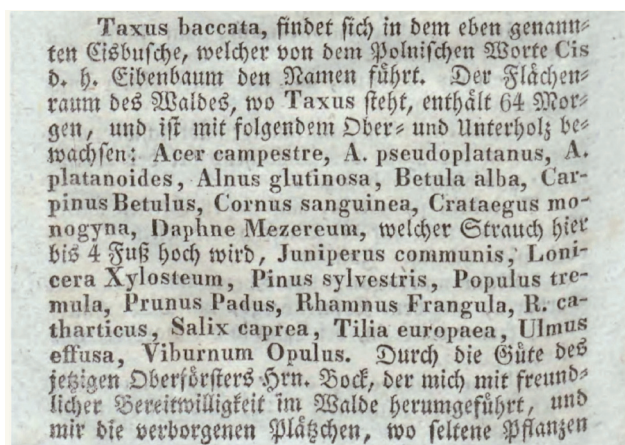 Taxus baccata, findet sich in dem eben genann⸗
ten Cisbusche, welcher von dem Polnischen Worte Cis
d. h. Eibenbaum den Namen führt. Der Flächen⸗
raum des Waldes, wo Taxus steht, enthält 64 Mor⸗
gen, und ist mit folgendem Ober⸗ und Unterholz be⸗
wachsen: Acer campestre, A. pseudoplatanus, A.
platanoides, Alnus glutinosa, Betula alba, Car-
pinus Betulus, Cornus sanguinea, Crataegus mo-
nogyna, Daphne Mezereum, welcher Strauch hier
bis 4 Fuß hoch wird, Juniperus communis, Loni-
cera Xylosteum, Pinus sylvestris, Populus tre-
mula, Prunus Padus, Rhamnus Frangula, R. ca-
tharticus, Salix caprea, Tilia europaea, Ulmus
effusa, Viburnum Opulus. Durch die Güte des
jetzigen Oberförsters Hrn. Bock, der mich mit freund⸗
licher Bereitwilligkeit im Walde herumgeführt, und
mir die verborgenen Plätzchen, wo seltene Pflanzen